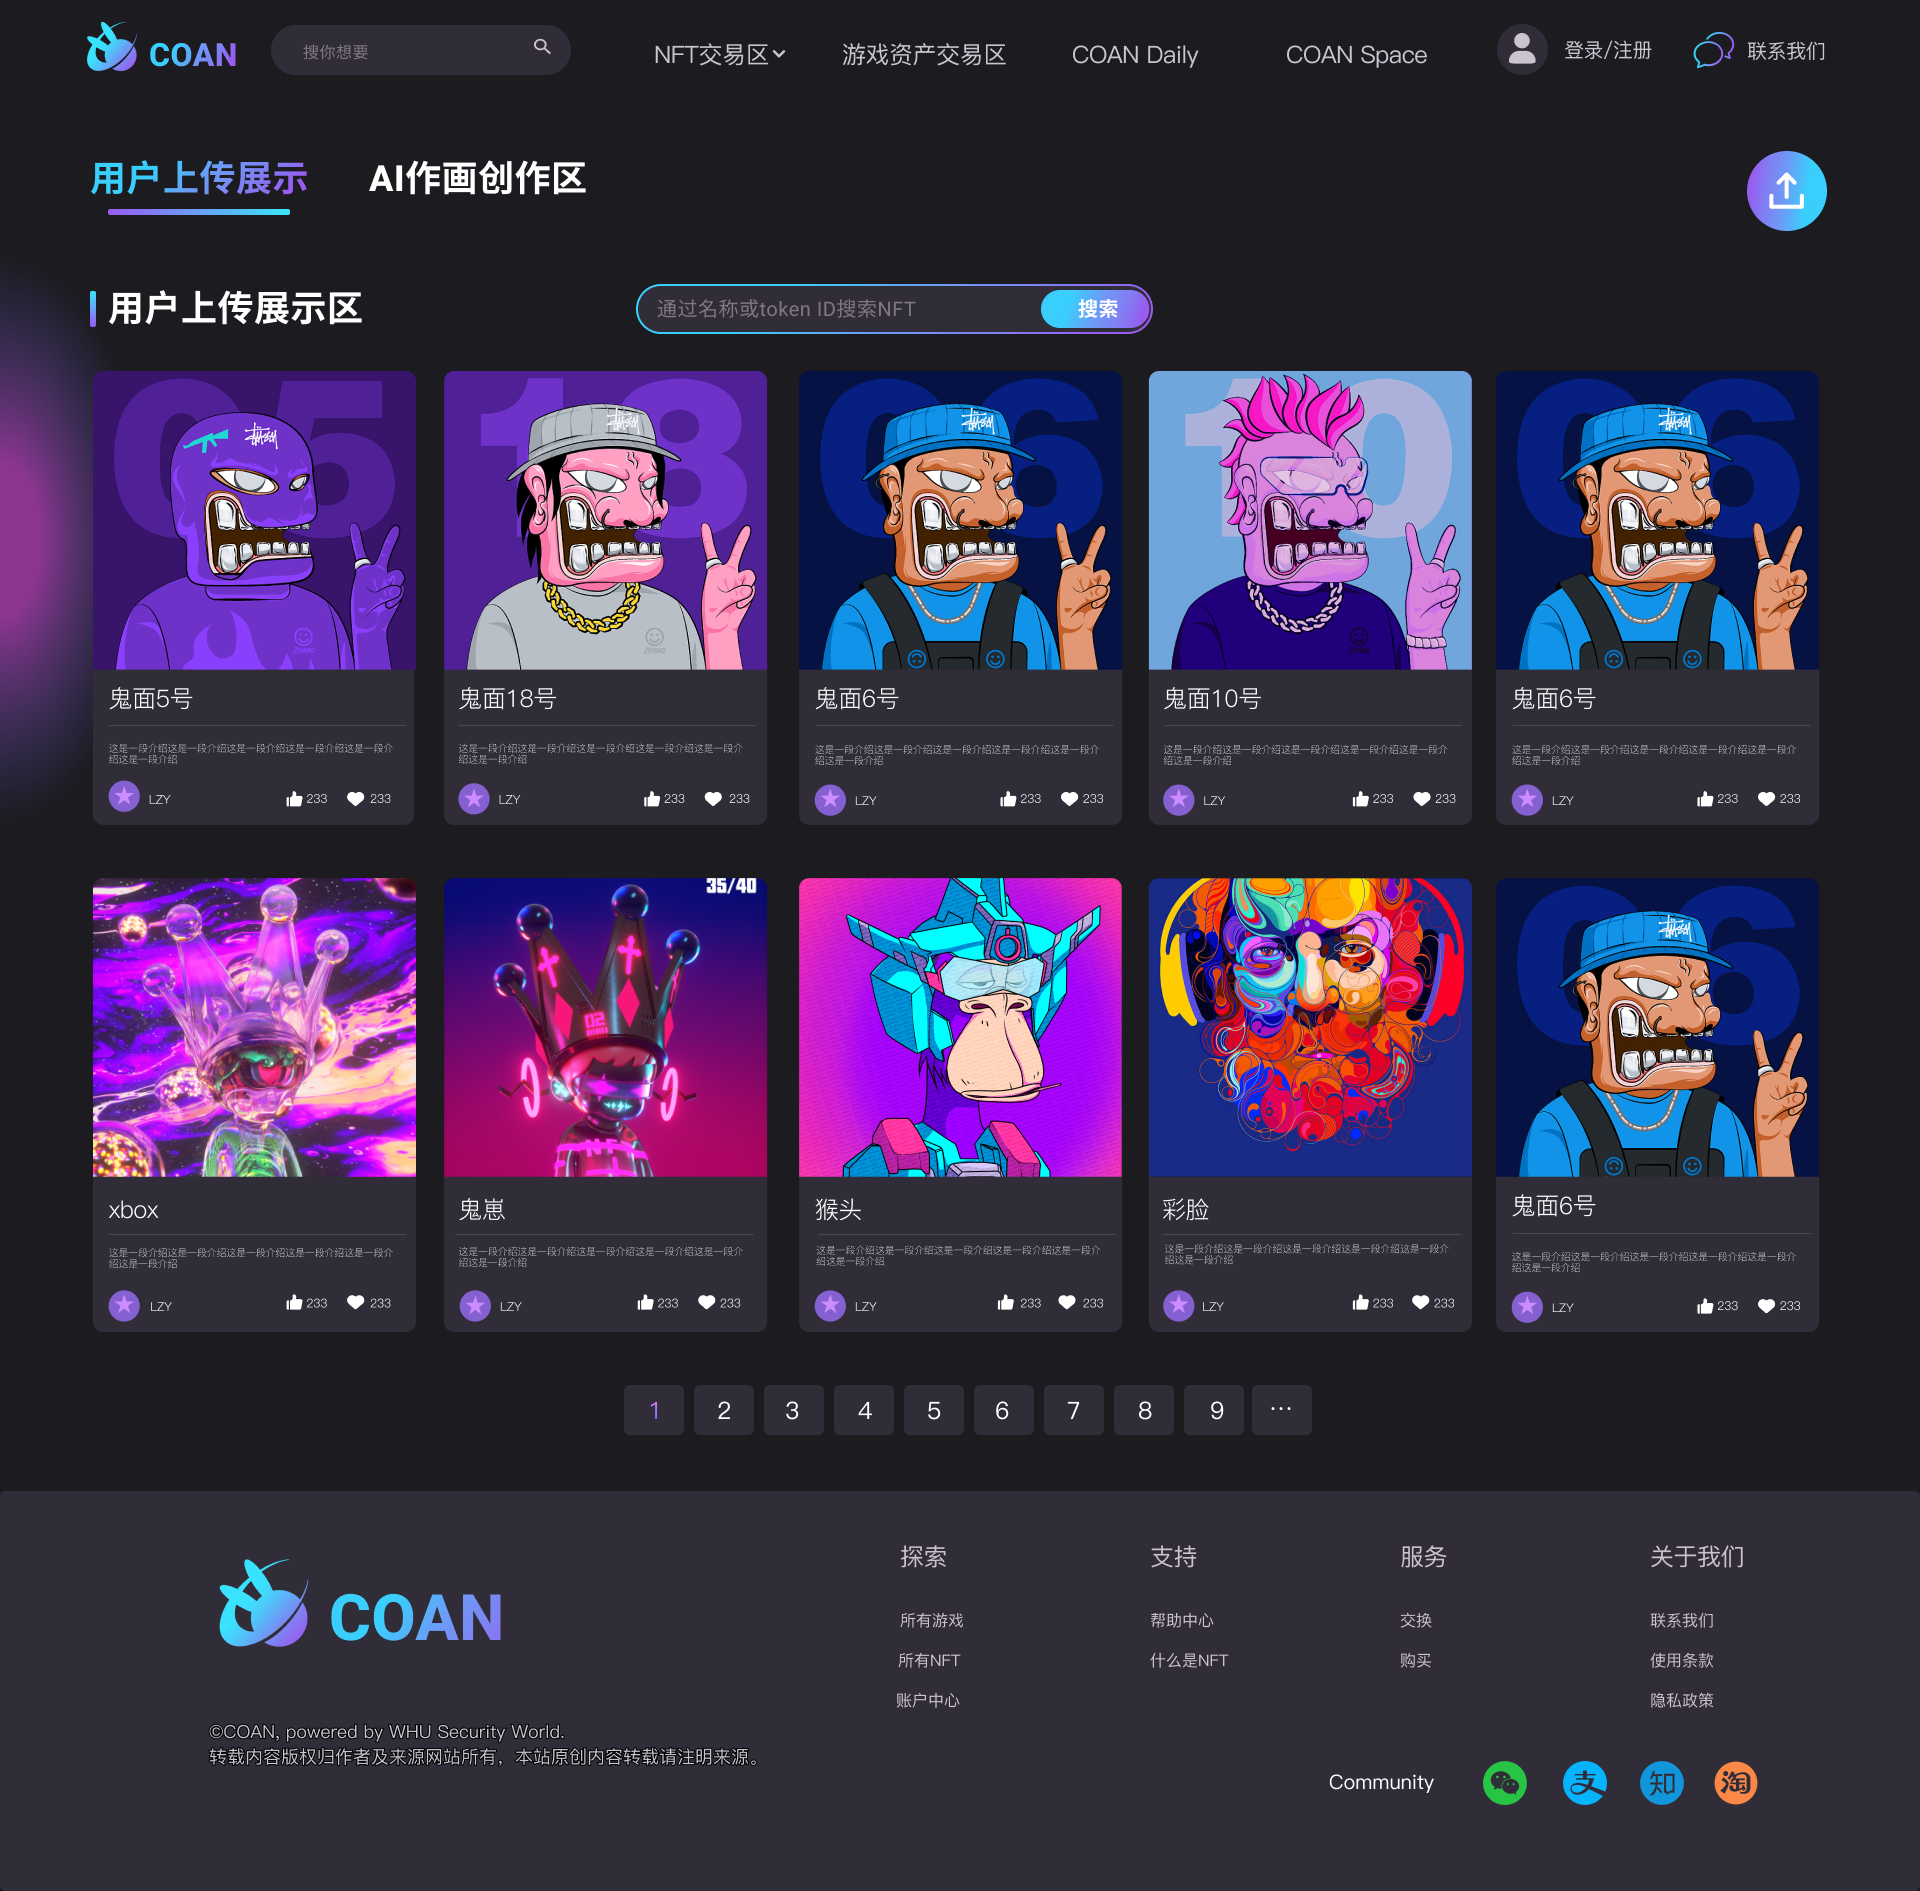 COAN
搜你想要
NFT交易区
游戏资产交易区
COAN Daily
COAN Space
登录/注册
联系我们
用户上传展示
AI作画创作区
用户上传展示区
通过名称或token ID搜索NFT
搜索
05
18
06
10
06
鬼面5号
鬼面18号
鬼面6号
鬼面10号
鬼面6号
这是一段介绍这是一段介绍这是一段介绍这是一段介绍这是一段介
绍这是一段介绍
这是一段介绍这是一段介绍这是一段介绍这是一段介绍这是一段介
绍这是一段介绍
这是一段介绍这是一段介绍这是一段介绍这是一段介绍这是一段介
绍这是一段介绍
这是一段介绍这是一段介绍这是一段介绍这是一段介绍这是一段介
绍这是一段介绍
这是一段介绍这是一段介绍这是一段介绍这是一段介绍这是一段介
绍这是一段介绍
LZY 233 233
LZY 233 233
LZY 233 233
LZY 233 233
LZY 233 233
35/40
02
06
xbox
鬼崽
猴头
彩脸
鬼面6号
这是一段介绍这是一段介绍这是一段介绍这是一段介绍这是一段介
绍这是一段介绍
这是一段介绍这是一段介绍这是一段介绍这是一段介绍这是一段介
绍这是一段介绍
这是一段介绍这是一段介绍这是一段介绍这是一段介绍这是一段介
绍这是一段介绍
这是一段介绍这是一段介绍这是一段介绍这是一段介绍这是一段介
绍这是一段介绍
这是一段介绍这是一段介绍这是一段介绍这是一段介绍这是一段介
绍这是一段介绍
LZY 233 233
LZY 233 233
LZY 233 233
LZY 233 233
LZY 233 233
1 2 3 4 5 6 7 8 9 ···
COAN
©COAN, powered by WHU Security World.
转载内容版权归作者及来源网站所有，本站原创内容转载请注明来源。
探索
所有游戏
所有NFT
账户中心
支持
帮助中心
什么是NFT
服务
交换
购买
关于我们
联系我们
使用条款
隐私政策
Community
支
知
淘